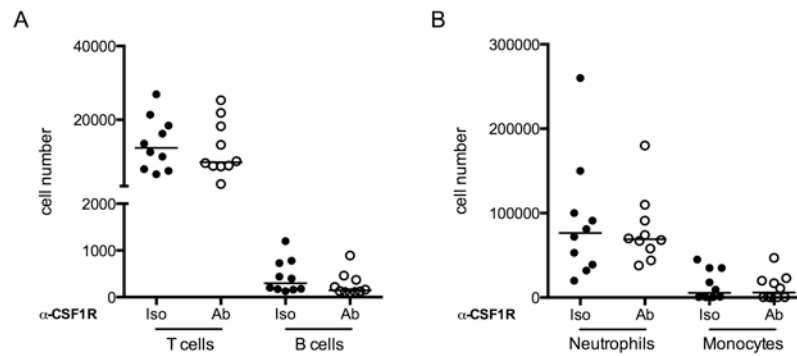 A
40000
20000
2000
1000
0
cell number
α-CSF1R
Iso
Ab
Iso
Ab
T cells
B cells
B
300000
200000
100000
0
cell number
α-CSF1R
Iso
Ab
Iso
Ab
Neutrophils
Monocytes